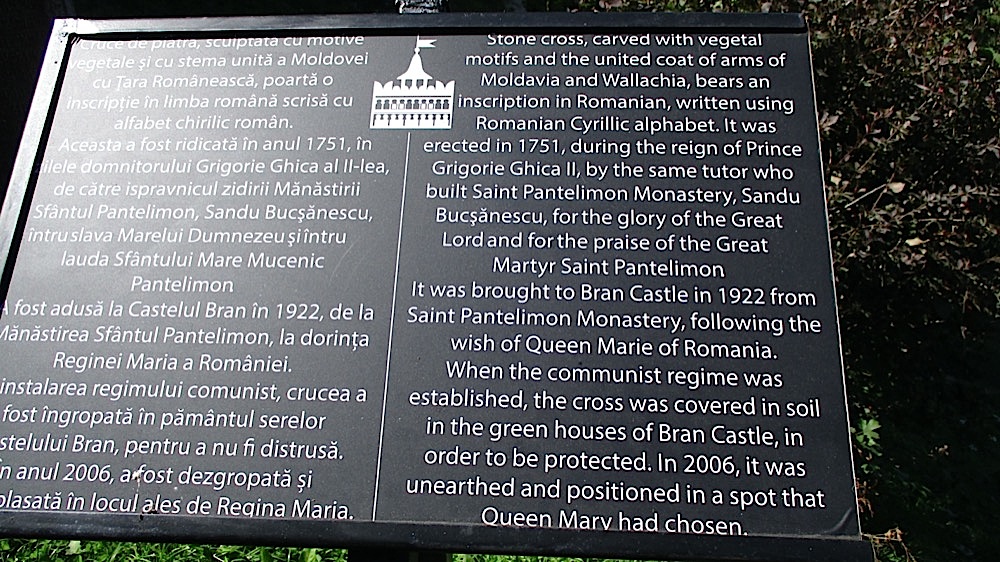 Cruce de piatră, sculptată cu motive
vegetale și cu stema unită a Moldovei
cu Țara Românească, poartă o
inscripție în limba română scrisă cu
alfabet chirilic român.
Aceasta a fost ridicată în anul 1751, în
zilele domnitorului Grigorie Ghica al II-lea,
de către ispravnicul zidirii Mănăstirii
Sfântul Pantelimon, Sandu Bucșănescu,
întru slava Marelui Dumnezeu și întru
lauda Sfântului Mare Mucenic
Pantelimon
A fost adusă la Castelul Bran în 1922, de la
Mănăstirea Sfântul Pantelimon, la dorința
Reginei Maria a României.
instalarea regimului comunist, crucea a
fost îngropată în pământul serelor
stelului Bran, pentru a nu fi distrusă.
În anul 2006, a fost dezgropată și
plasată în locul ales de Regina Maria.
Stone cross, carved with vegetal
motifs and the united coat of arms of
Moldavia and Wallachia, bears an
inscription in Romanian, written using
Romanian Cyrillic alphabet. It was
erected in 1751, during the reign of Prince
Grigorie Ghica II, by the same tutor who
built Saint Pantelimon Monastery, Sandu
Bucșănescu, for the glory of the Great
Lord and for the praise of the Great
Martyr Saint Pantelimon
It was brought to Bran Castle in 1922 from
Saint Pantelimon Monastery, following the
wish of Queen Marie of Romania.
When the communist regime was
established, the cross was covered in soil
in the green houses of Bran Castle, in
order to be protected. In 2006, it was
unearthed and positioned in a spot that
Queen Mary had chosen.